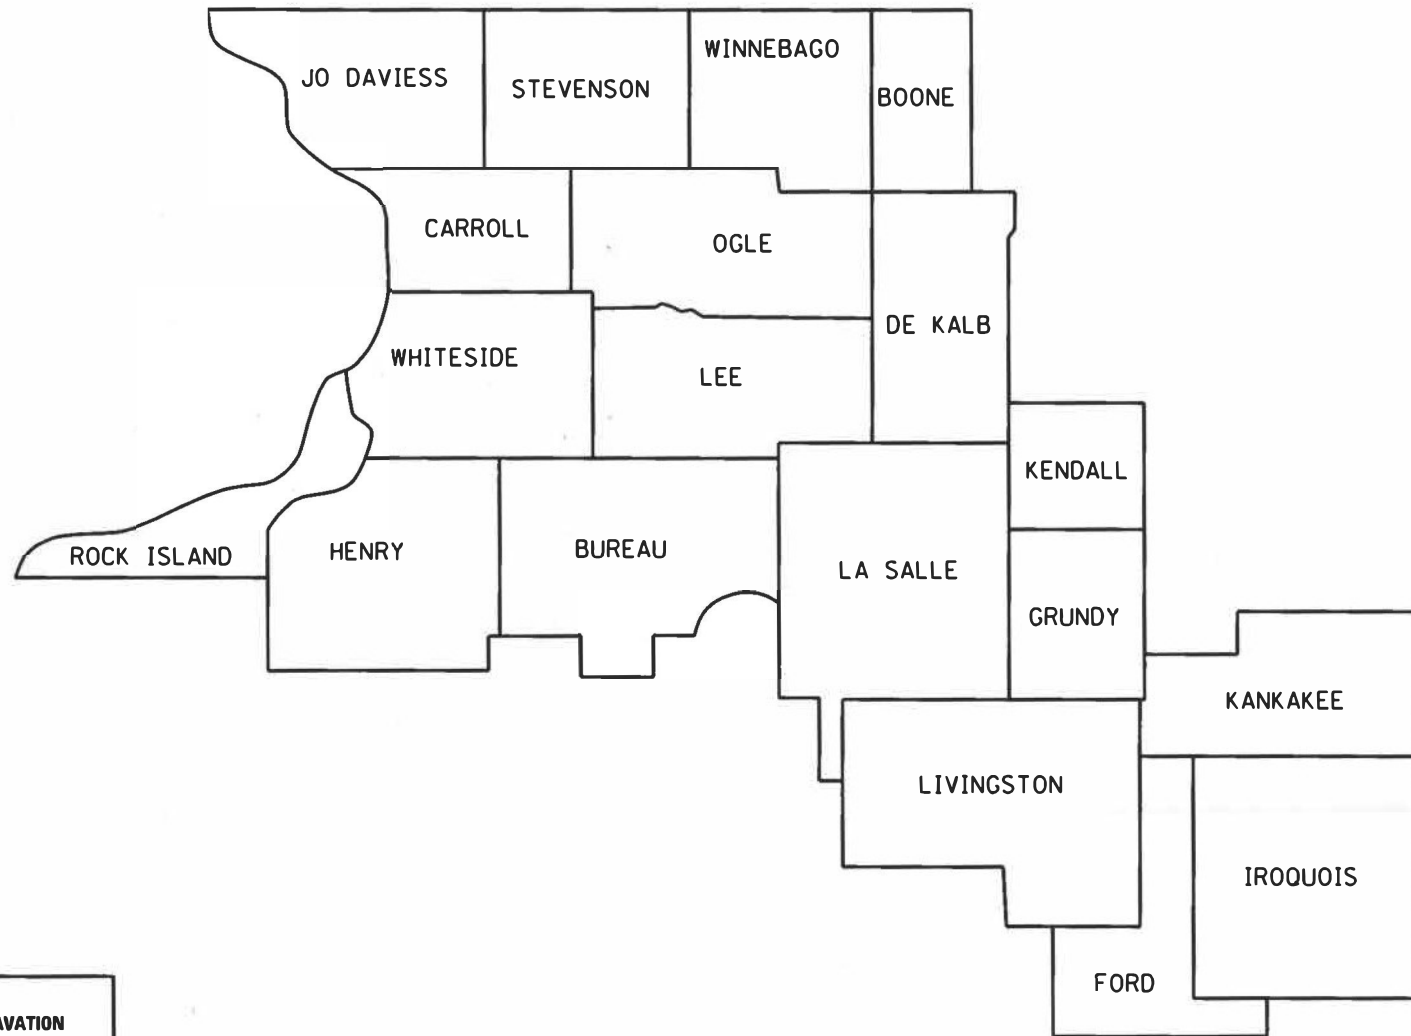 WINNEBAGO
JO DAVIESS
STEVENSON
BOONE
CARROLL
OGLE
DE KALB
WHITESIDE
LEE
KENDALL
ROCK ISLAND
HENRY
BUREAU
LA SALLE
GRUNDY
KANKAKEE
LIVINGSTON
IROQUOIS
FORD
AVATION